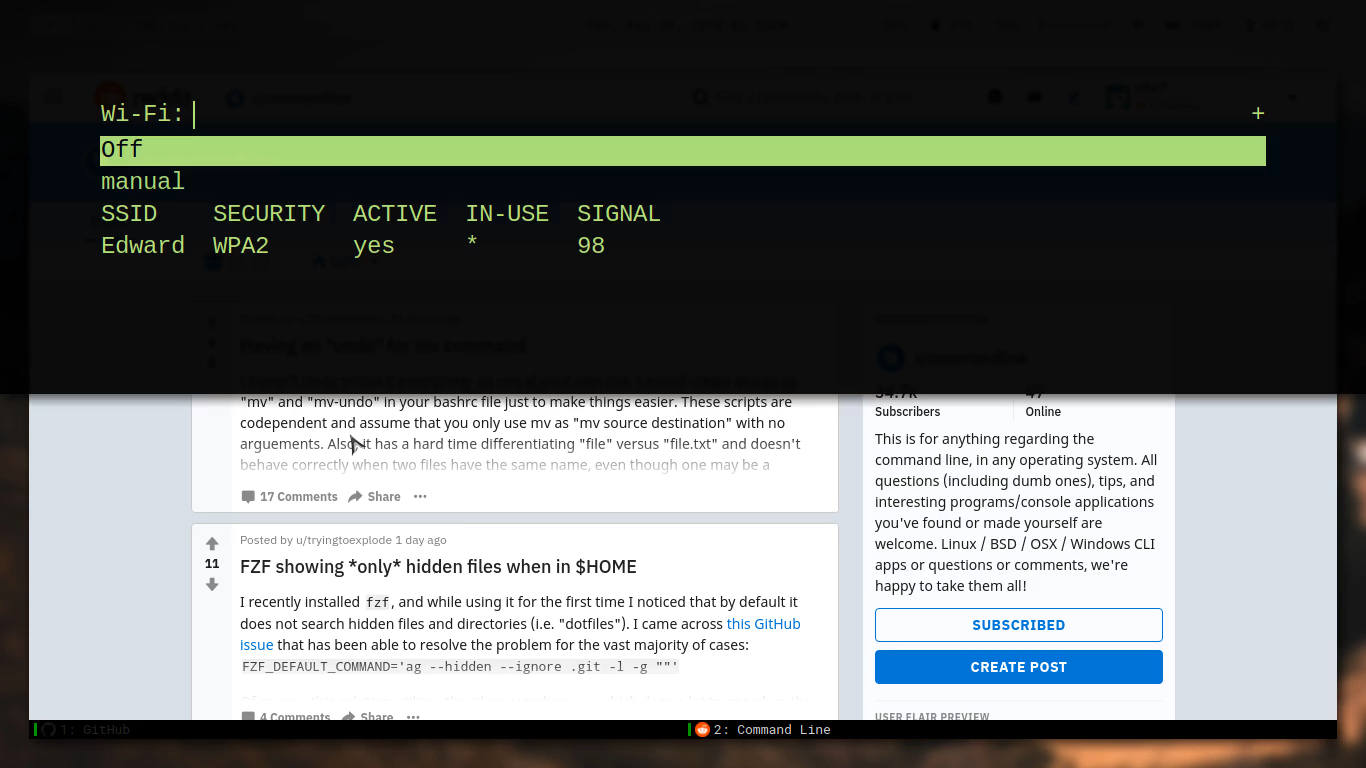 Wi-Fi: +
Off
manual
SSID SECURITY ACTIVE IN-USE SIGNAL
Edward WPA2 yes * 98
Having an "undo" for mv command
"mv" and "mv-undo" in your bashrc file just to make things easier. These scripts are
codependent and assume that you only use mv as "mv source destination" with no
arguements. Also it has a hard time differentiating "file" versus "file.txt" and doesn't
behave correctly when two files have the same name, even though one may be a
17 Comments Share
Posted by u/tryingtoexplode 1 day ago
11
FZF showing *only* hidden files when in $HOME
I recently installed fzf, and while using it for the first time I noticed that by default it
does not search hidden files and directories (i.e. "dotfiles"). I came across this GitHub
issue that has been able to resolve the problem for the vast majority of cases:
FZF_DEFAULT_COMMAND='ag --hidden --ignore .git -l -g ""'
4 Comments Share
commandline
34.7k 47
Subscribers Online
This is for anything regarding the
command line, in any operating system. All
questions (including dumb ones), tips, and
interesting programs/console applications
you've found or made yourself are
welcome. Linux / BSD / OSX / Windows CLI
apps or questions or comments, we're
happy to take them all!
SUBSCRIBED
CREATE POST
USER FLAIR PREVIEW
1: GitHub
2: Command Line